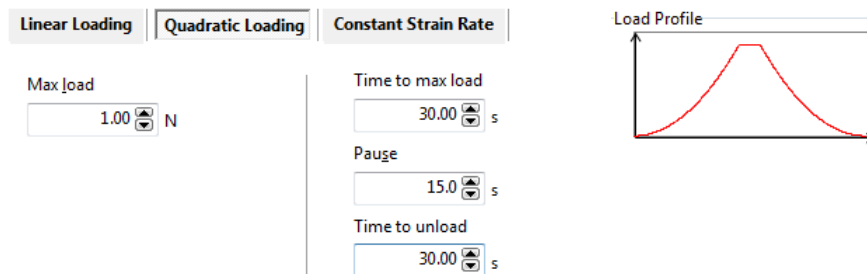 Linear Loading Quadratic Loading Constant Strain Rate
Load Profile
Max load
1.00 N
Time to max load
30.00 s
Pause
15.0 s
Time to unload
30.00 s